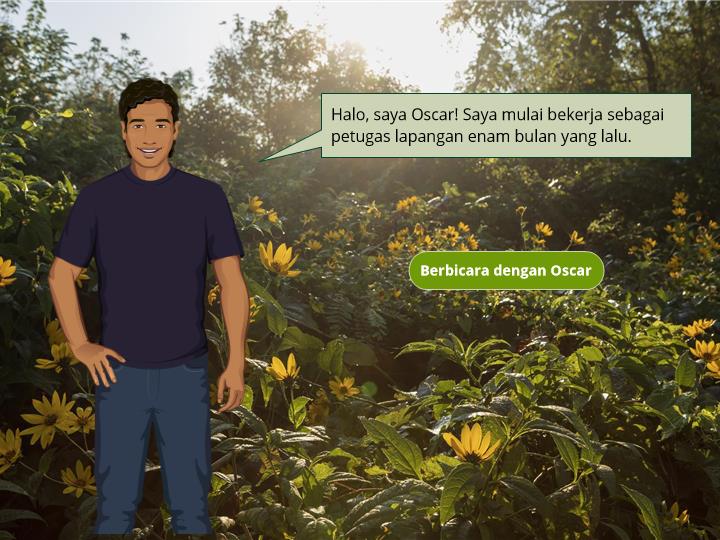 Halo, saya Oscar! Saya mulai bekerja sebagai
petugas lapangan enam bulan yang lalu.
Berbicara dengan Oscar